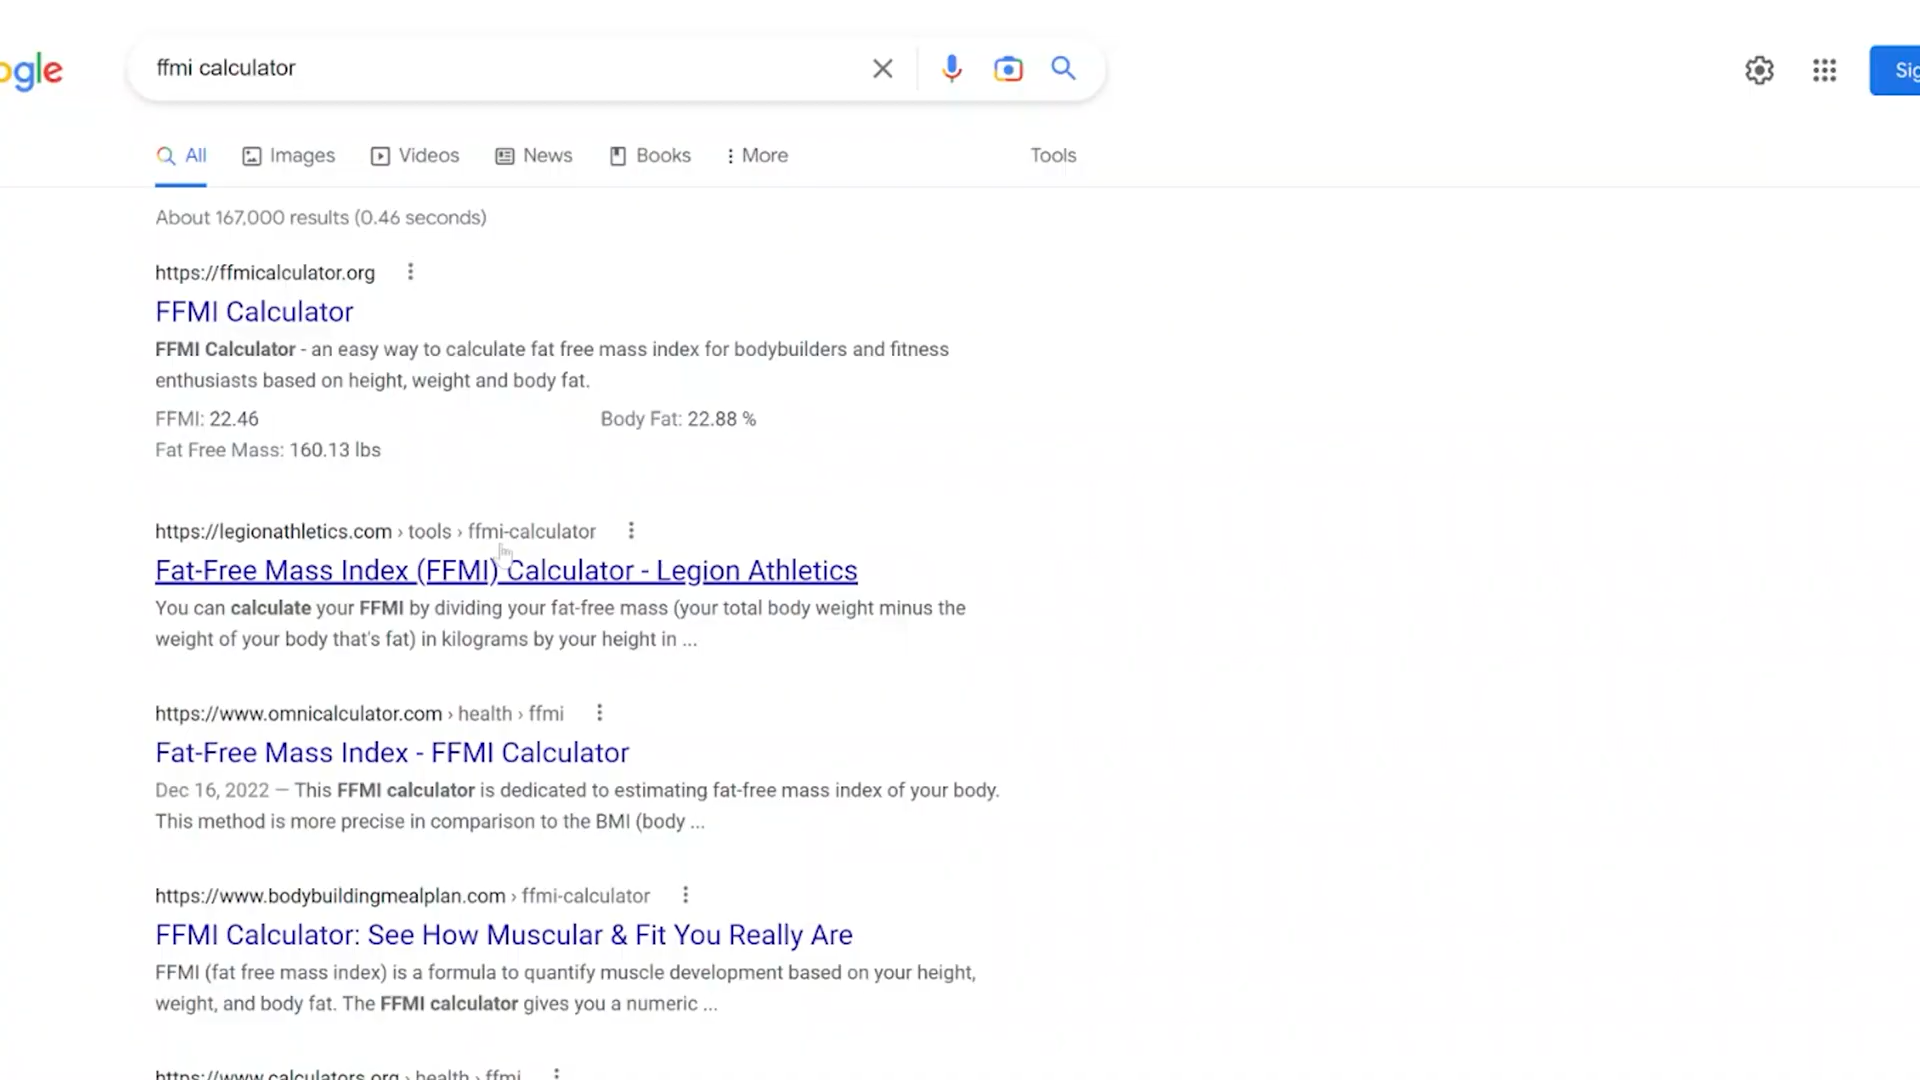 ogle
ffmi calculator
Sig
All
Images
Videos
News
Books
More
Tools
About 167,000 results (0.46 seconds)
https://ffmicalculator.org
FFMI Calculator
FFMI Calculator - an easy way to calculate fat free mass index for bodybuilders and fitness
enthusiasts based on height, weight and body fat.
FFMI: 22.46
Body Fat: 22.88 %
Fat Free Mass: 160.13 lbs
https://legionathletics.com › tools › ffmi-calculator
Fat-Free Mass Index (FFMI) Calculator - Legion Athletics
You can calculate your FFMI by dividing your fat-free mass (your total body weight minus the
weight of your body that's fat) in kilograms by your height in ...
https://www.omnicalculator.com › health › ffmi
Fat-Free Mass Index - FFMI Calculator
Dec 16, 2022 — This FFMI calculator is dedicated to estimating fat-free mass index of your body.
This method is more precise in comparison to the BMI (body ...
https://www.bodybuildingmealplan.com › ffmi-calculator
FFMI Calculator: See How Muscular & Fit You Really Are
FFMI (fat free mass index) is a formula to quantify muscle development based on your height,
weight, and body fat. The FFMI calculator gives you a numeric ...
https://www.calculators.org › health › ffmi